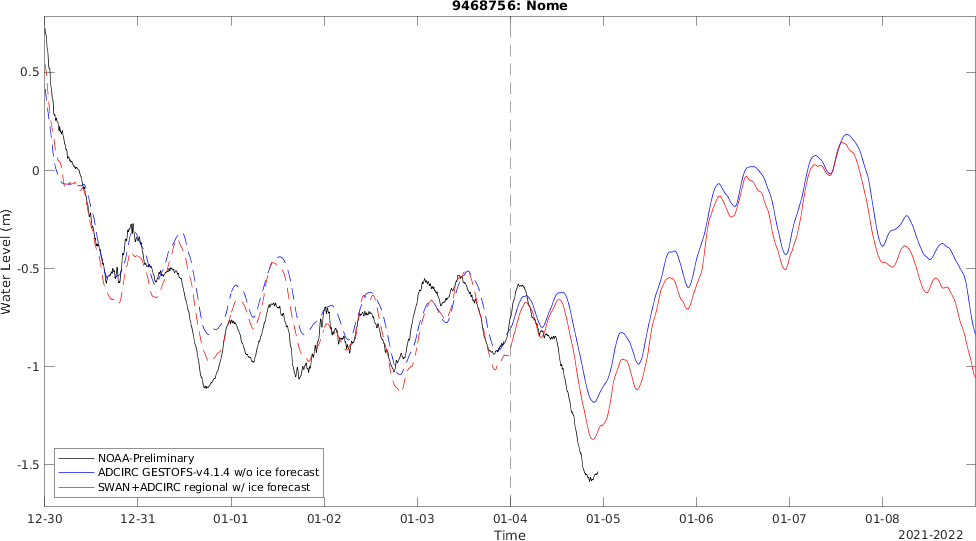 9468756: Nome
Water Level (m)
0.5
0
-0.5
-1
-1.5
NOAA-Preliminary
ADCIRC GESTOFS-v4.1.4 w/o ice forecast
SWAN+ADCIRC regional w/ ice forecast
12-30 12-31 01-01 01-02 01-03 01-04 01-05 01-06 01-07 01-08
Time
2021-2022